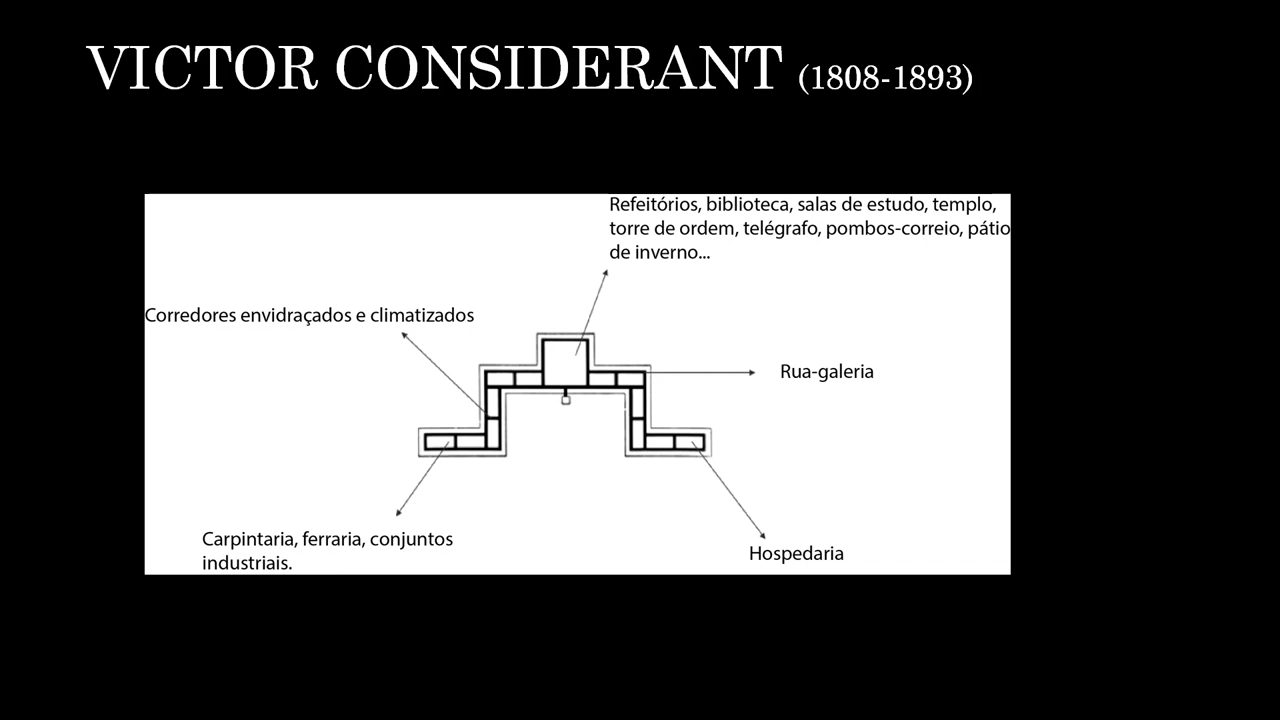 VICTOR CONSIDERANT (1808-1893)
Refeitórios, biblioteca, salas de estudo, templo,
torre de ordem, telégrafo, pombos-correio, pátio
de inverno...
Corredores envidraçados e climatizados
Rua-galeria
Carpintaria, ferraria, conjuntos
industriais.
Hospedaria